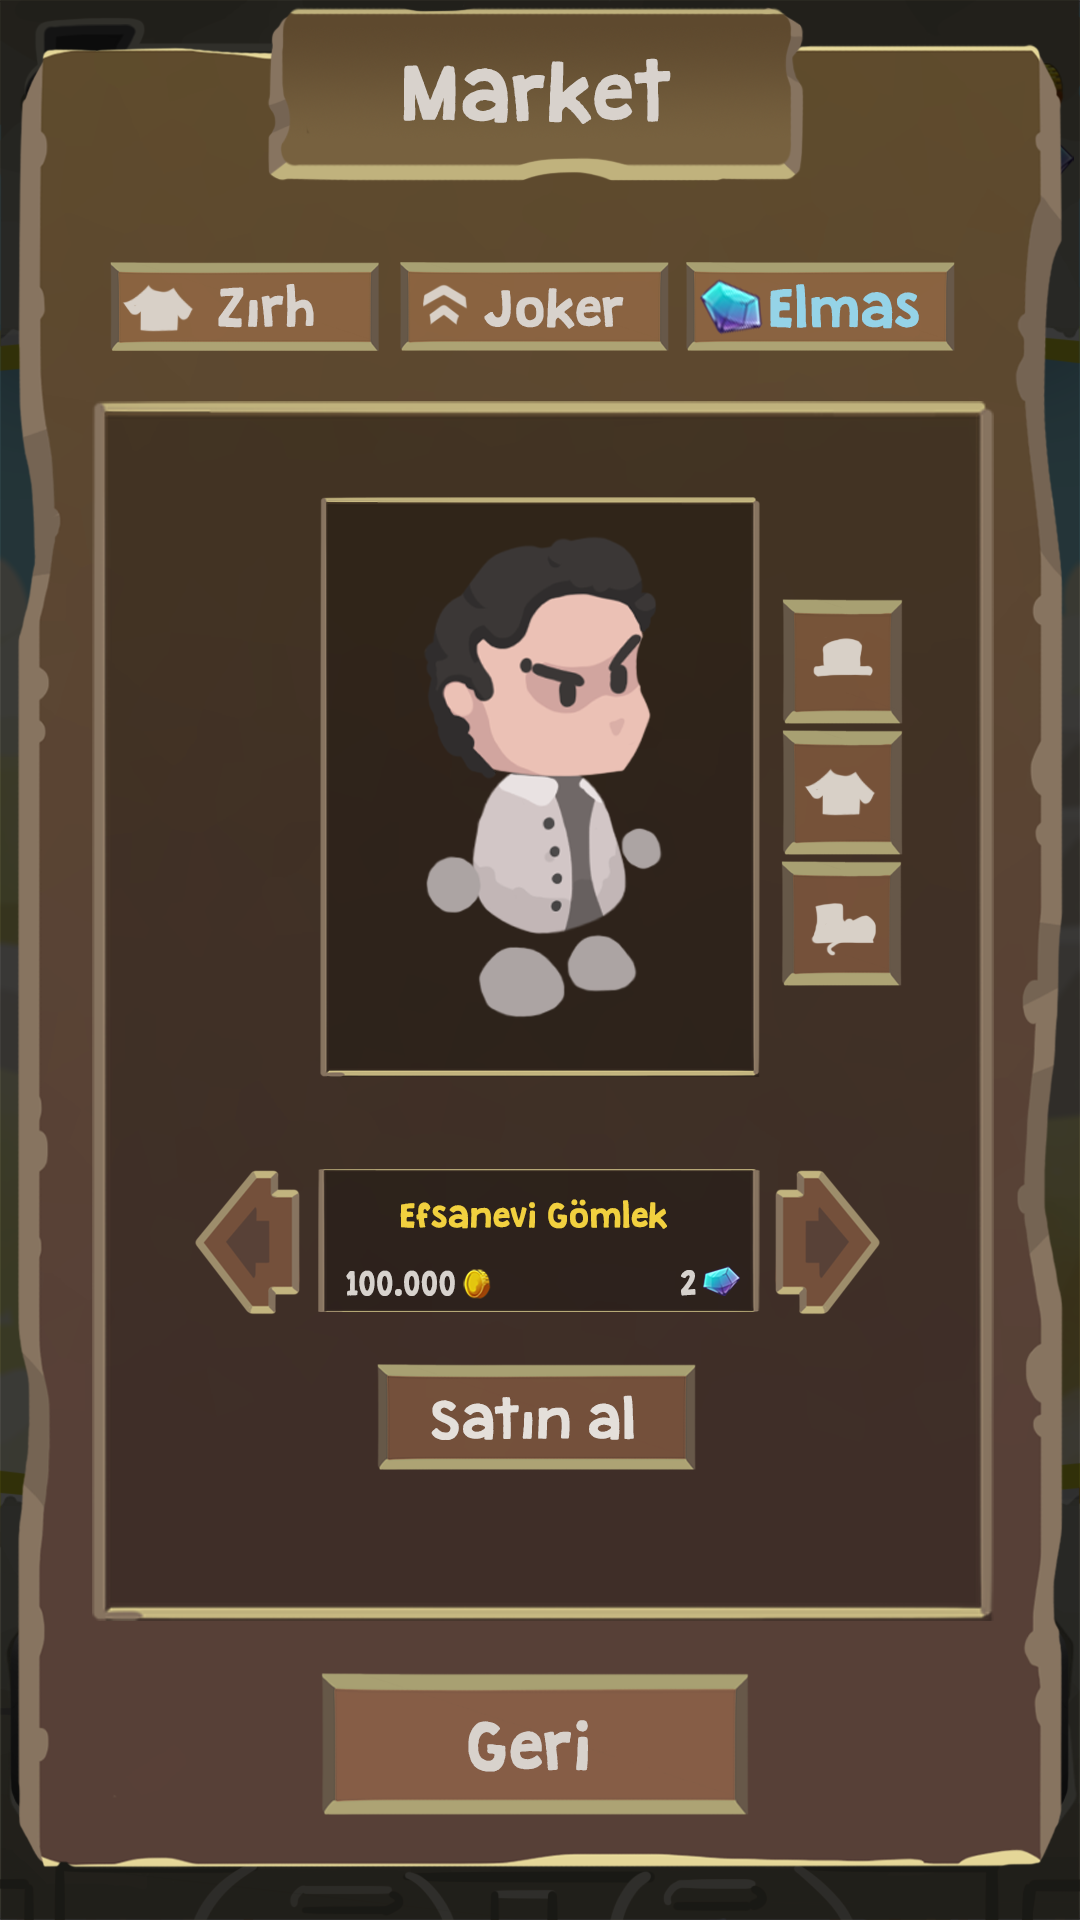 Market
Zırh
Joker
Elmas
Efsanevi Gömlek
100.000
2
Satın al
Geri